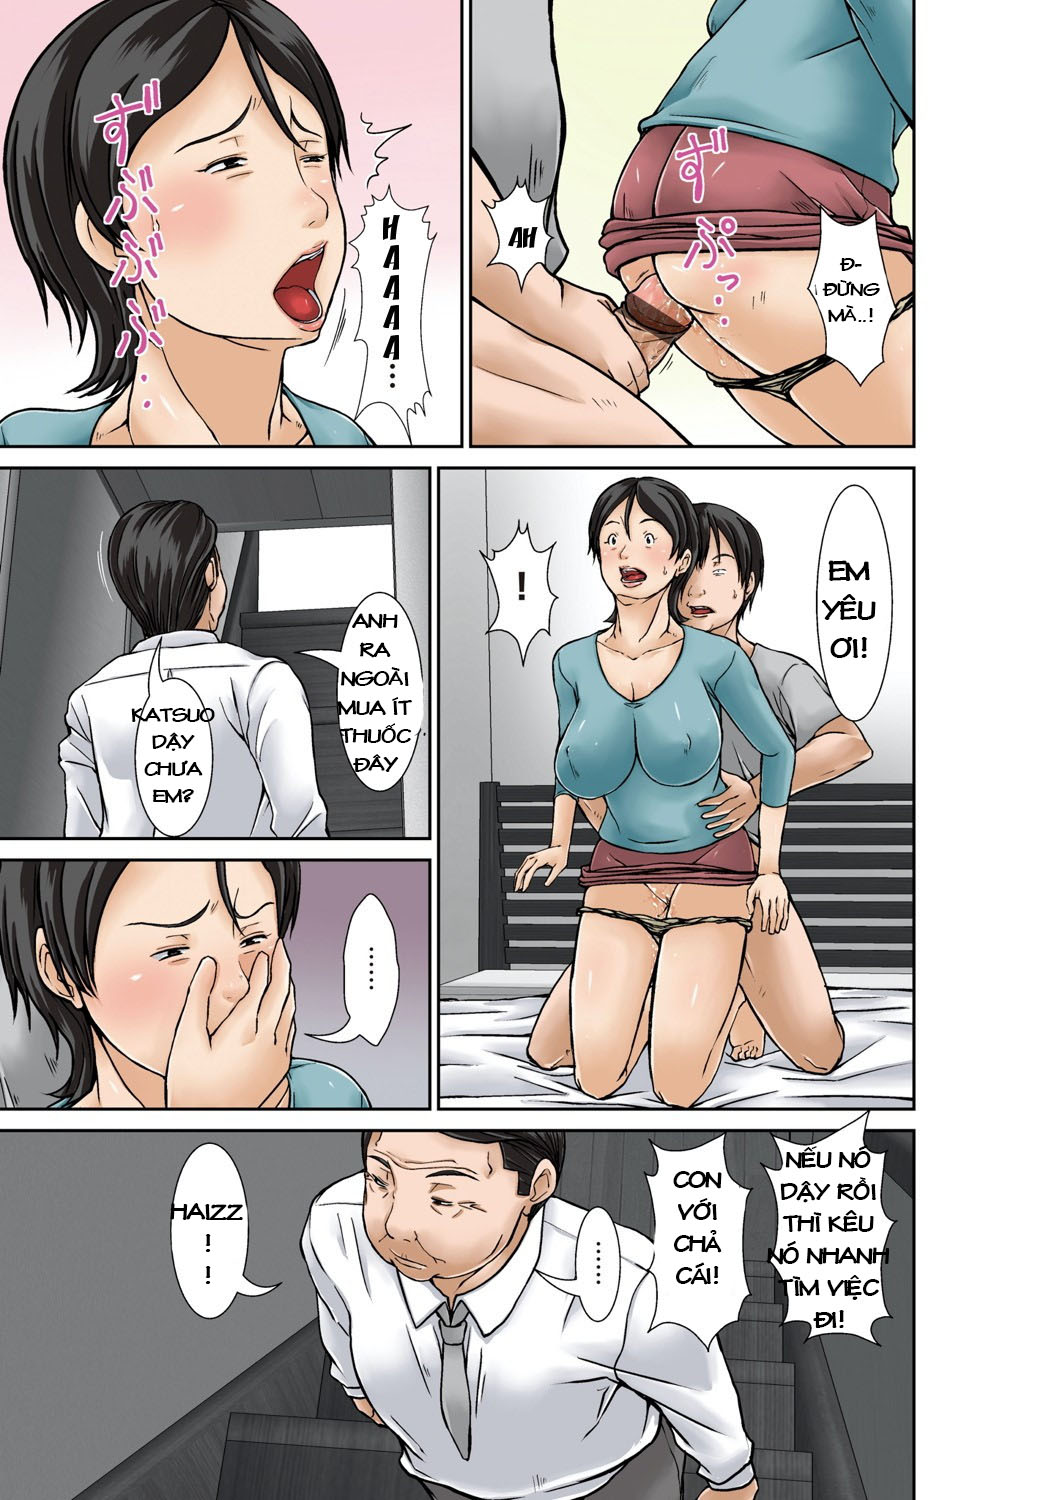 Đ-
ĐỪNG
MÀ..!
AH
ずぷっ・・
HAAAA...
ずぶぶぶ・・
EM
YÊU
ƠI!
!
ANH
RA
NGOÀI
MUA ÍT
THUỐC
ĐÂY
KATSUO
DẬY
CHƯA
EM?
......
NẾU NÓ
DẬY RỒI
THÌ KÊU
NÓ NHANH
TÌM VIỆC
ĐI!
CON
VỚI
CHẢ
CÁI!
.....
HAIZZ
!
!